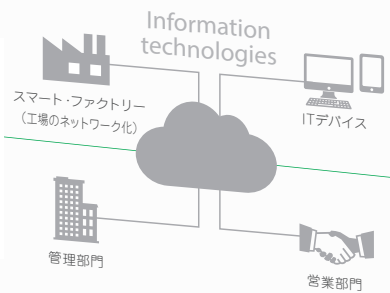 Information
technologies
スマート・ファクトリー
（工場のネットワーク化）
ITデバイス
管理部門
営業部門